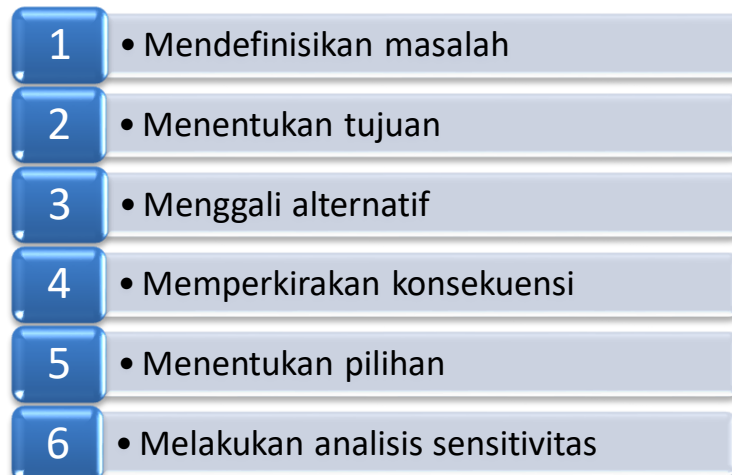 1 • Mendefinisikan masalah
2 • Menentukan tujuan
3 • Menggali alternatif
4 • Memperkirakan konsekuensi
5 • Menentukan pilihan
6 • Melakukan analisis sensitivitas